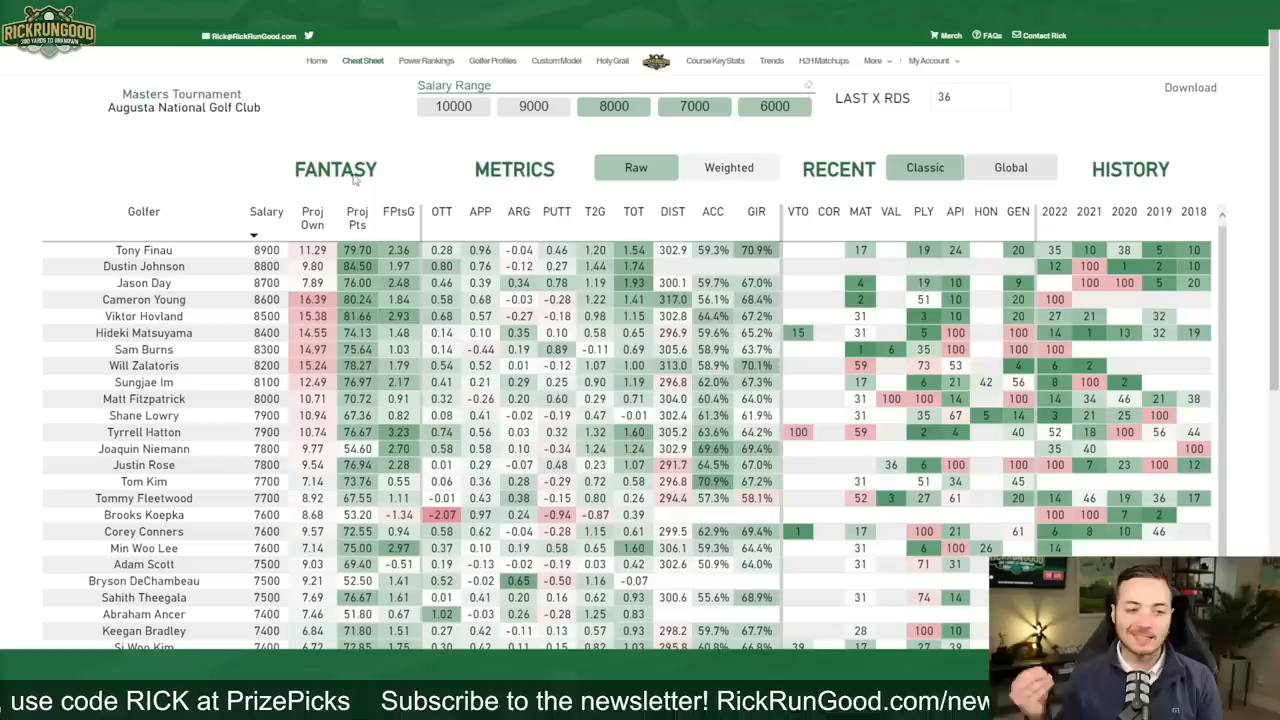 RICKRUNGOOD
300 YARDS TO UNKNOWN
Rick@RickRunGood.com
Merch FAQs Contact Rick
Home Cheat Sheet Power Rankings Golfer Profiles Custom Model Holy Grail Course Key Stats Trends H2H Matchups More My Account
Masters Tournament
Augusta National Golf Club
Salary Range
10000 9000 8000 7000 6000
LAST X RDS 36
Download
FANTASY METRICS Raw Weighted RECENT Classic Global HISTORY
Golfer Salary Proj Own Proj Pts FPtsG OTT APP ARG PUTT T2G TOT DIST ACC GIR VTO COR MAT VAL PLY API HON GEN 2022 2021 2020 2019 2018
Tony Finau 8900 11.29 79.70 2.36 0.28 0.96 -0.04 0.46 1.20 1.54 302.9 59.3% 70.9% 17 19 24 20 35 10 38 5 10
Dustin Johnson 8800 9.80 84.50 1.97 0.80 0.76 -0.12 0.27 1.44 1.74 12 100 1 2 10
Jason Day 8700 7.89 76.00 2.48 0.46 0.39 0.34 0.78 1.19 1.93 300.1 59.7% 67.0% 4 19 10 9 100 100 5 20
Cameron Young 8600 16.39 80.24 1.84 0.58 0.68 -0.03 -0.28 1.22 1.41 317.0 56.1% 68.4% 2 51 10 20 100
Viktor Hovland 8500 15.38 81.66 2.93 0.68 0.57 -0.27 -0.18 0.98 1.15 302.8 64.4% 67.2% 31 3 10 27 21 32
Hideki Matsuyama 8400 14.55 74.13 1.48 0.14 0.10 0.35 0.10 0.58 0.65 296.9 59.6% 65.2% 15 31 5 100 100 14 1 13 32 19
Sam Burns 8300 14.97 75.64 1.03 0.14 -0.44 0.19 0.89 -0.11 0.69 305.6 58.9% 63.7% 1 6 35 100 100 100
Will Zalatoris 8200 15.24 78.27 1.79 0.54 0.52 0.01 -0.12 1.07 1.00 313.0 58.9% 70.1% 59 73 53 4 6 2
Sungjae Im 8100 12.49 76.97 2.17 0.41 0.21 0.29 0.25 0.90 1.19 296.8 62.0% 67.3% 17 6 21 42 56 8 100 2
Matt Fitzpatrick 8000 10.71 70.72 0.91 0.32 -0.26 0.20 0.60 0.29 0.71 304.0 60.4% 64.0% 31 100 100 14 31 14 34 46 21 38
Shane Lowry 7900 10.94 67.36 0.82 0.08 0.41 -0.02 -0.19 0.47 -0.01 302.4 61.3% 61.9% 31 35 67 5 14 3 21 25 100
Tyrrell Hatton 7900 10.74 76.67 3.23 0.74 0.56 0.03 0.32 1.32 1.60 305.2 63.6% 64.2% 100 59 2 4 40 52 18 100 56 44
Joaquin Niemann 7800 9.77 54.60 2.70 0.58 0.58 0.10 -0.34 1.24 1.24 302.9 69.6% 69.4% 35 40 100
Justin Rose 7800 9.54 76.94 2.28 0.01 0.29 -0.07 0.48 0.23 1.07 291.7 64.5% 67.0% 36 6 100 100 100 7 23 100 12
Tom Kim 7700 7.14 73.76 0.55 0.06 0.36 0.28 -0.29 0.72 0.58 296.8 70.9% 67.2% 31 51 34 45
Tommy Fleetwood 7700 8.92 67.55 1.11 -0.01 0.43 0.38 -0.15 0.80 0.26 294.4 57.3% 58.1% 52 3 27 61 20 14 46 19 36 17
Brooks Koepka 7600 8.68 53.20 -1.34 -2.07 0.97 0.24 -0.94 -0.87 0.39 100 100 7 2
Corey Conners 7600 9.57 72.55 0.94 0.58 0.62 -0.04 -0.28 1.15 0.61 299.5 62.9% 69.4% 1 17 100 21 61 6 8 10 46
Min Woo Lee 7600 7.14 75.00 2.97 0.37 0.10 0.19 0.58 0.65 1.60 306.1 59.3% 64.4% 31 6 100 26 14
Adam Scott 7500 9.03 69.40 -0.51 0.19 -0.13 -0.02 -0.19 0.03 0.42 302.6 50.9% 64.0% 31 71 31
Bryson DeChambeau 7500 9.21 52.50 1.41 0.52 -0.02 0.65 -0.50 1.16 -0.07
Sahith Theegala 7500 7.69 76.67 1.61 0.01 0.41 0.20 0.16 0.62 0.93 300.6 55.6% 68.9% 31 74 14
Abraham Ancer 7400 7.46 51.80 0.67 1.02 -0.03 0.26 -0.28 1.25 0.83
Keegan Bradley 7400 6.84 71.80 1.51 0.27 0.42 -0.11 0.13 0.57 0.93 298.2 59.7% 67.7% 28 100 10
Si Woo Kim 7400 6.72 72.85 1.75 0.30 0.42 0.11 0.15 0.82 1.03 295.8 60.8% 66.8% 39 17 27 39
, use code RICK at PrizePicks Subscribe to the newsletter! RickRunGood.com/new